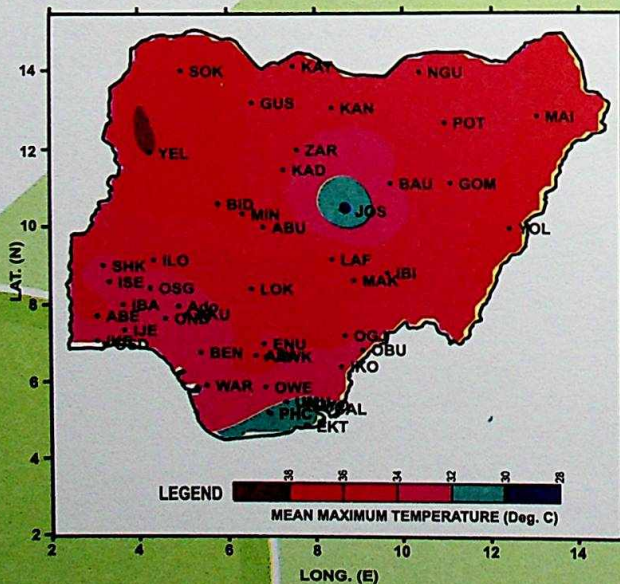 14
SOK
KAT
NGU
GUS
KAN
POT
MAI
12
YEL
ZAR
KAD
BAU
GOM
BID
MIN
JOS
10
ABU
YOL
LAT. (N)
SHK
ILO
LAF
ISE
OSG
LOK
MAK
IBI
8
IBA
ABE
OND
IJE
OGJ
BEN
ENU
OBU
IKO
6
WAR
OWE
PHC
CAL
EKT
4
38
36
34
32
30
28
LEGEND
MEAN MAXIMUM TEMPERATURE (Deg. C)
2
2 4 6 8 10 12 14
LONG. (E)